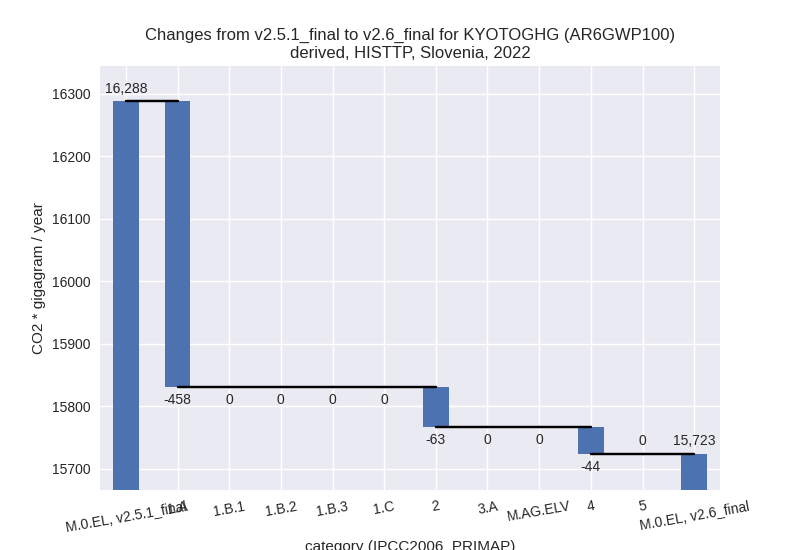 Changes from v2.5.1_final to v2.6_final for KYOTOGHG (AR6GWP100)
derived, HISTTP, Slovenia, 2022
CO2 * gigagram / year
16300
16200
16100
16000
15900
15800
15700
16,288
-458
0
0
0
0
-63
0
0
-44
0
15,723
M.0.EL, v2.5.1_final
1.A
1.B.1
1.B.2
1.B.3
1.C
2
3.A
M.AG.ELV
4
5
M.0.EL, v2.6_final
category (IPCC2006_PRIMAP)